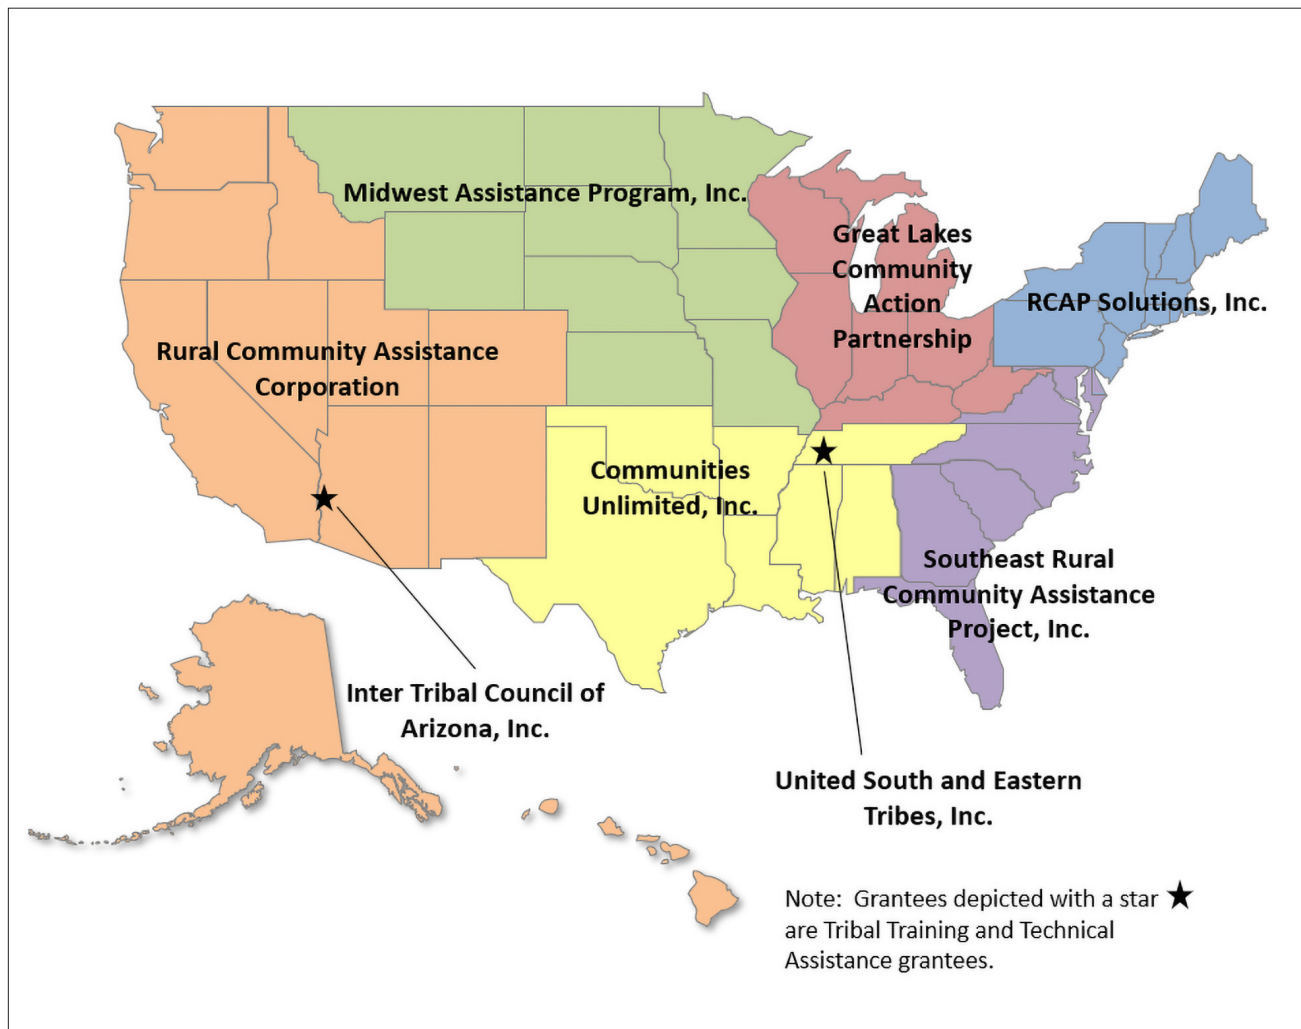 Midwest Assistance Program, Inc.
Great Lakes
Community
Action
Partnership
RCAP Solutions, Inc.
Rural Community Assistance
Corporation
Communities
Unlimited, Inc.
Southeast Rural
Community Assistance
Project, Inc.
Inter Tribal Council of
Arizona, Inc.
United South and Eastern
Tribes, Inc.
Note: Grantees depicted with a star ★
are Tribal Training and Technical
Assistance grantees.